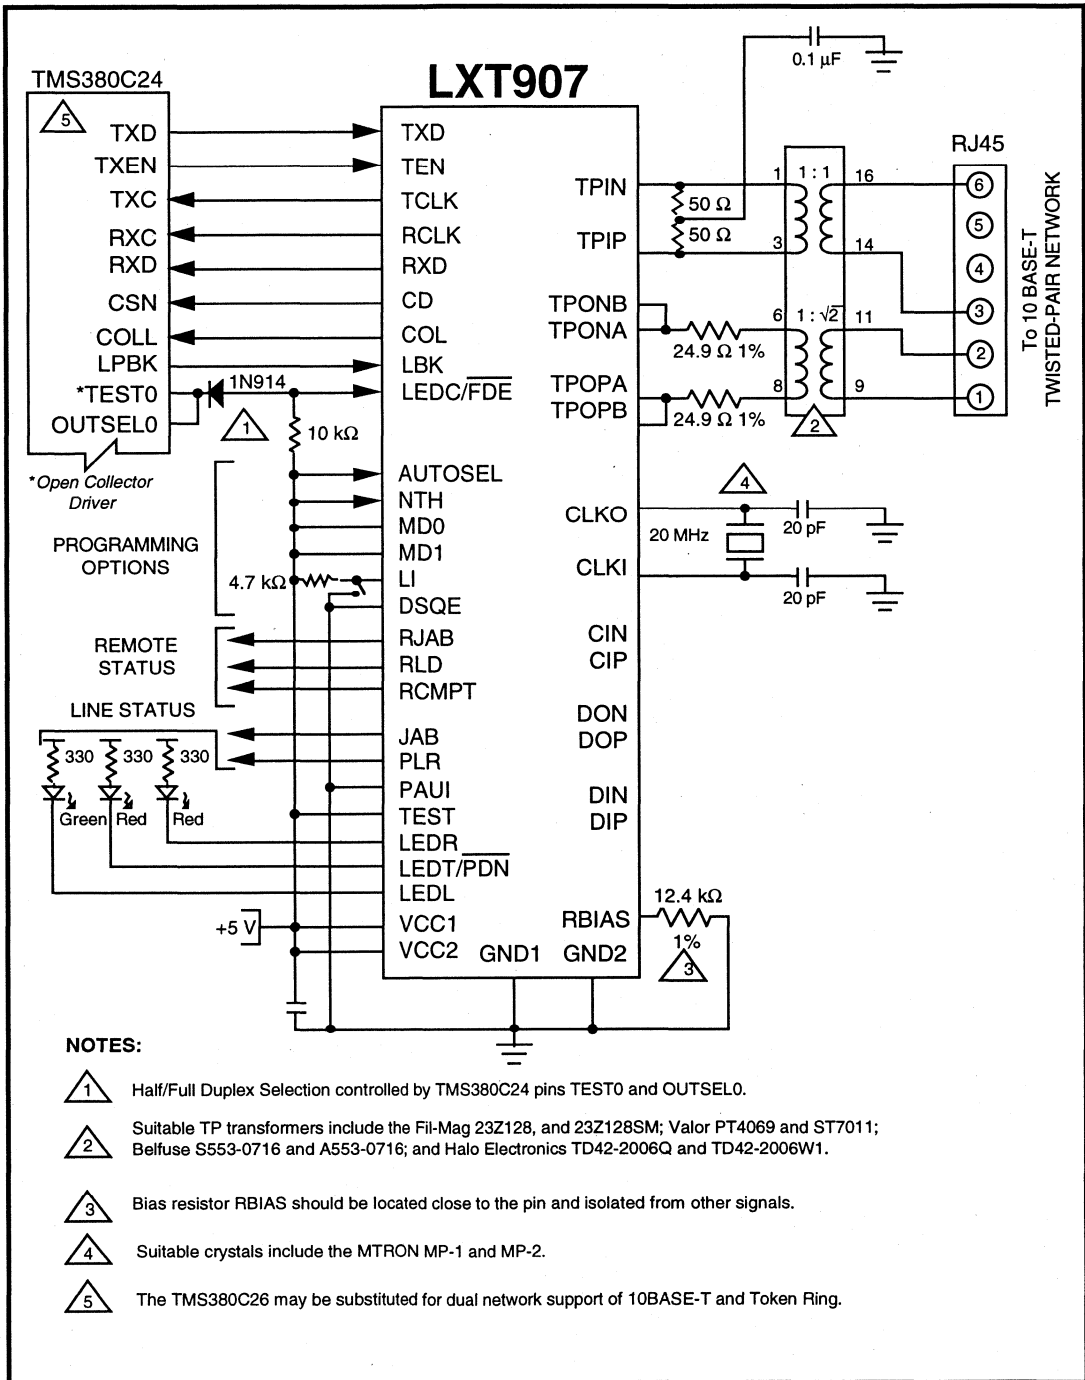 0.1 µF
TMS380C24
LXT907
5
TXD
TXEN
TXC
RXC
RXD
CSN
COLL
LPBK
*TEST0
OUTSEL0
*Open Collector
Driver
1N914
1
10 kΩ
PROGRAMMING
OPTIONS
4.7 kΩ
REMOTE
STATUS
LINE STATUS
330
330
330
Green
Red
Red
+5 V
TXD
TEN
TCLK
RCLK
RXD
CD
COL
LBK
LEDC/FDE
AUTOSEL
NTH
MD0
MD1
LI
DSQE
RJAB
RLD
RCMPT
JAB
PLR
PAUI
TEST
LEDR
LEDT/PDN
LEDL
VCC1
VCC2
GND1
GND2
TPIN
TPIP
TPONB
TPONA
TPOPA
TPOPB
CLKO
CLKI
CIN
CIP
DON
DOP
DIN
DIP
RBIAS
50 Ω
50 Ω
24.9 Ω 1%
24.9 Ω 1%
1
1 : 1
16
3
14
6
1 : √2
11
8
9
2
RJ45
6
5
4
3
2
1
To 10 BASE-T
TWISTED-PAIR NETWORK
4
20 MHz
20 pF
20 pF
12.4 kΩ
1%
3
NOTES:
1 Half/Full Duplex Selection controlled by TMS380C24 pins TEST0 and OUTSEL0.
2 Suitable TP transformers include the Fil-Mag 23Z128, and 23Z128SM; Valor PT4069 and ST7011;
Belfuse S553-0716 and A553-0716; and Halo Electronics TD42-2006Q and TD42-2006W1.
3 Bias resistor RBIAS should be located close to the pin and isolated from other signals.
4 Suitable crystals include the MTRON MP-1 and MP-2.
5 The TMS380C26 may be substituted for dual network support of 10BASE-T and Token Ring.